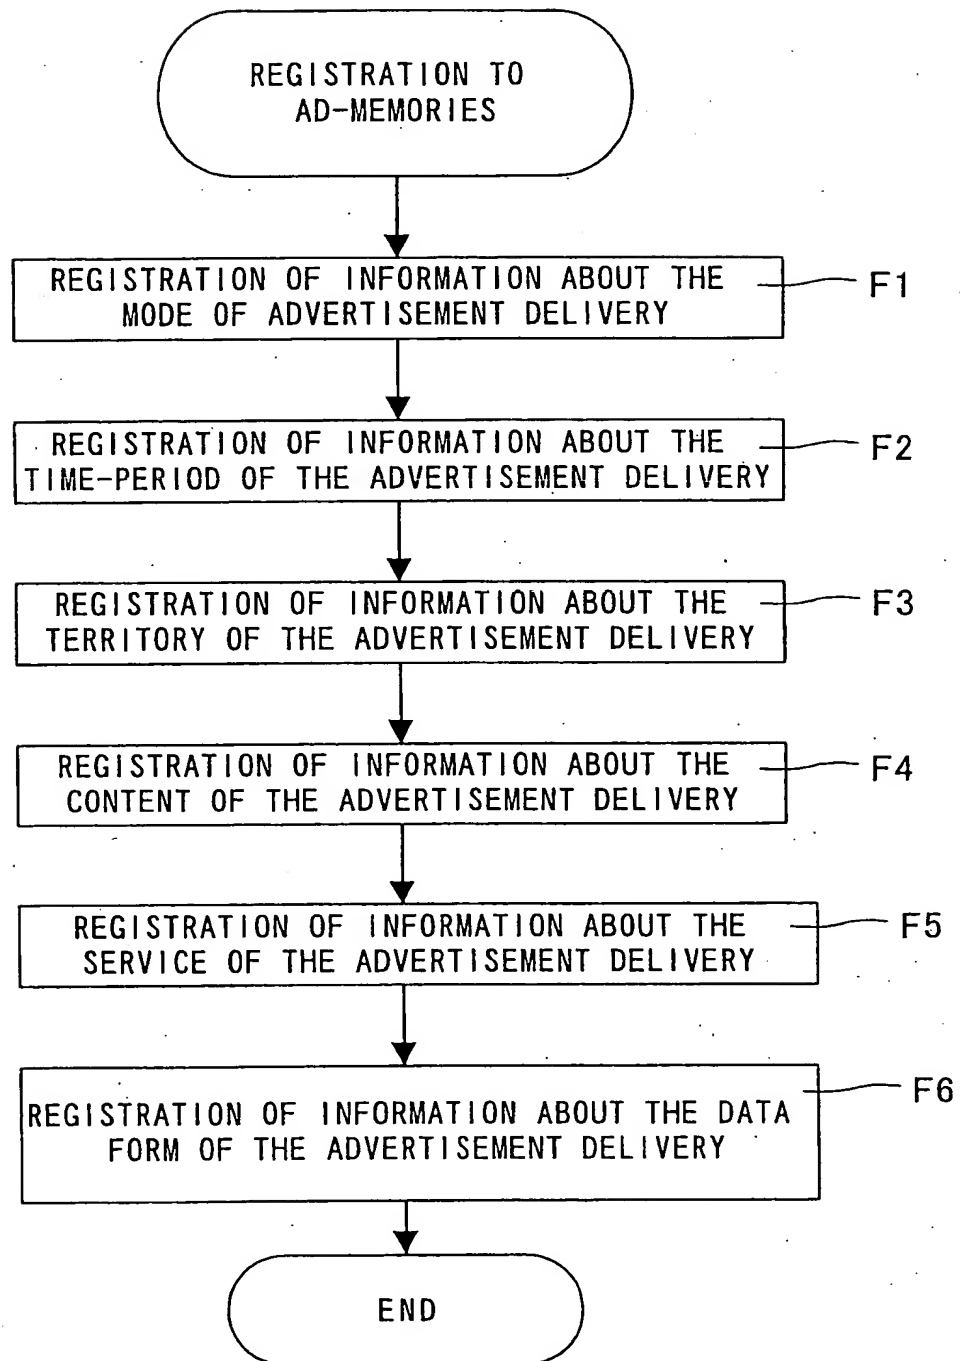 REGISTRATION TO
AD-MEMORIES
REGISTRATION OF INFORMATION ABOUT THE
MODE OF ADVERTISEMENT DELIVERY
F1
REGISTRATION OF INFORMATION ABOUT THE
TIME-PERIOD OF THE ADVERTISEMENT DELIVERY
F2
REGISTRATION OF INFORMATION ABOUT THE
TERRITORY OF THE ADVERTISEMENT DELIVERY
F3
REGISTRATION OF INFORMATION ABOUT THE
CONTENT OF THE ADVERTISEMENT DELIVERY
F4
REGISTRATION OF INFORMATION ABOUT THE
SERVICE OF THE ADVERTISEMENT DELIVERY
F5
REGISTRATION OF INFORMATION ABOUT THE DATA
FORM OF THE ADVERTISEMENT DELIVERY
F6
END